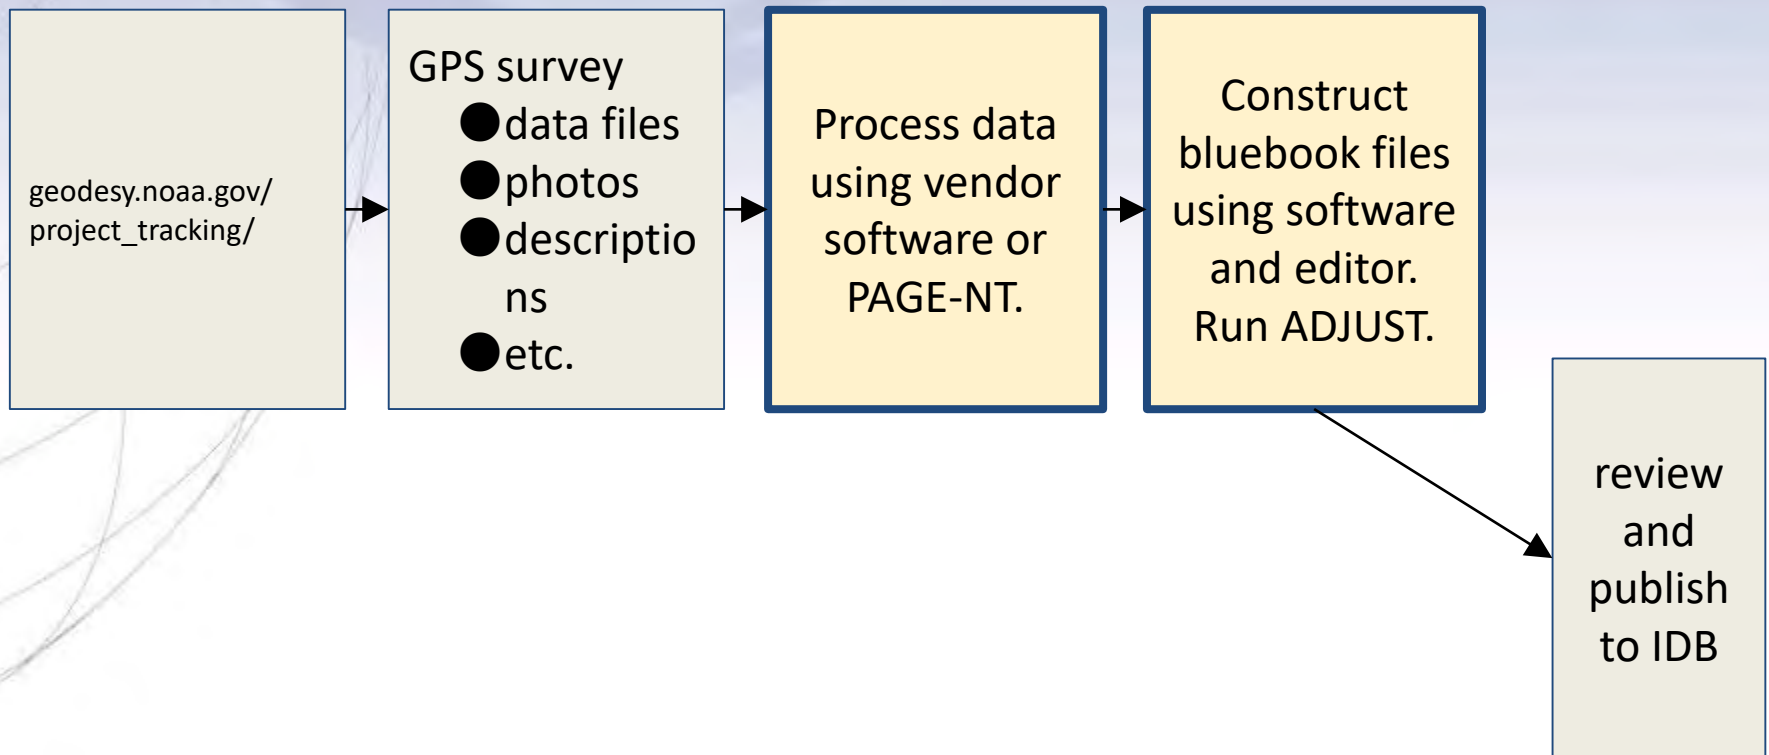 geodesy.noaa.gov/
project_tracking/
GPS survey
●data files
●photos
●descriptio
ns
●etc.
Process data
using vendor
software or
PAGE-NT.
Construct
bluebook files
using software
and editor.
Run ADJUST.
review
and
publish
to IDB